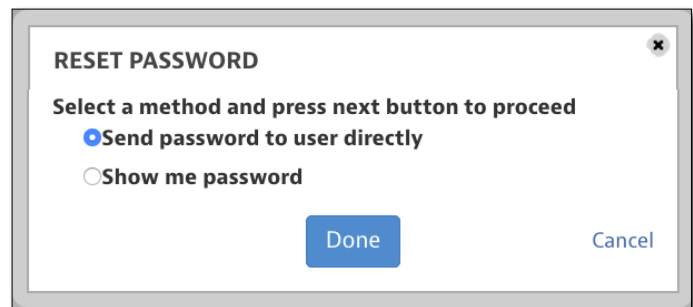 RESET PASSWORD
Select a method and press next button to proceed
Send password to user directly
Show me password
Done
Cancel